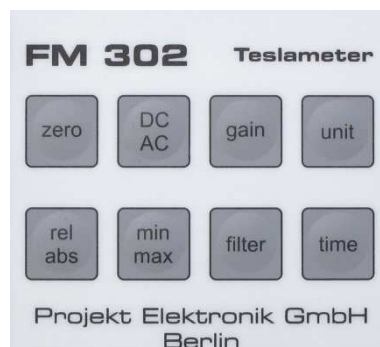 FM 302 Teslameter
zero DC AC gain unit
rel abs min max filter time
Projekt Elektronik GmbH
Berlin